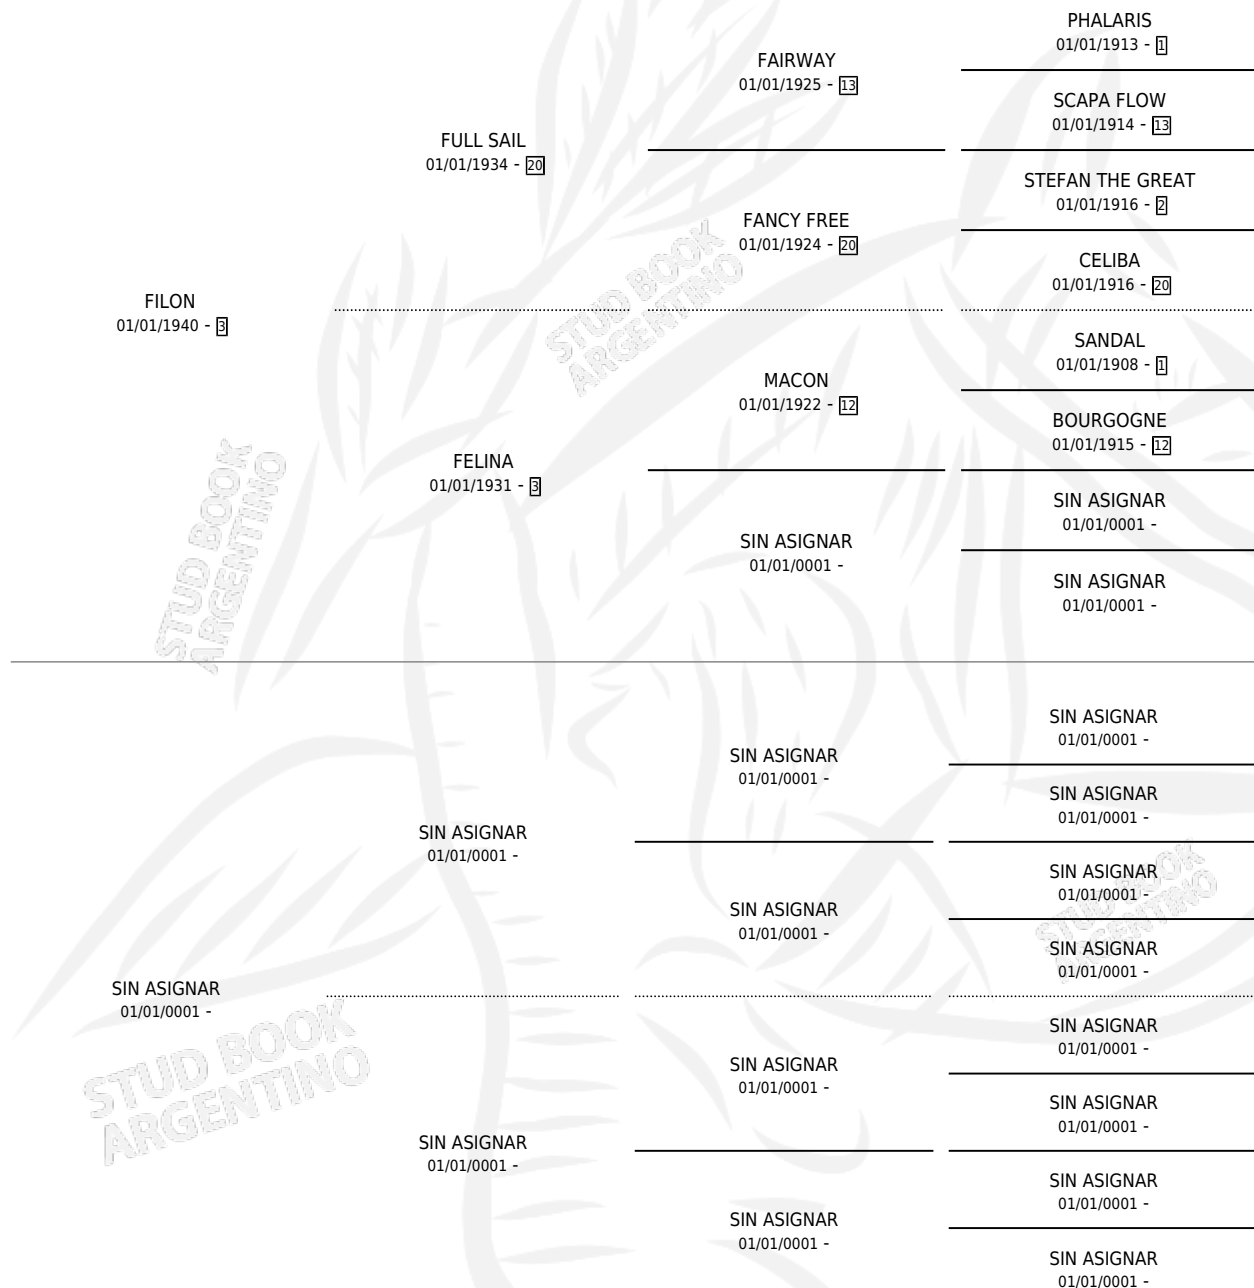 PHALARIS
01/01/1913 - 1
FAIRWAY
01/01/1925 - 13
SCAPA FLOW
01/01/1914 - 13
FULL SAIL
01/01/1934 - 20
STEFAN THE GREAT
01/01/1916 - 2
FANCY FREE
01/01/1924 - 20
CELIBA
01/01/1916 - 20
FILON
01/01/1940 - 3
STUD BOOK
ARGENTINO
SANDAL
01/01/1908 - 1
MACON
01/01/1922 - 12
BOURGOGNE
01/01/1915 - 12
FELINA
01/01/1931 - 3
SIN ASIGNAR
01/01/0001 -
SIN ASIGNAR
01/01/0001 -
SIN ASIGNAR
01/01/0001 -
STUD BOOK
ARGENTINO
SIN ASIGNAR
01/01/0001 -
SIN ASIGNAR
01/01/0001 -
SIN ASIGNAR
01/01/0001 -
SIN ASIGNAR
01/01/0001 -
SIN ASIGNAR
01/01/0001 -
SIN ASIGNAR
01/01/0001 -
SIN ASIGNAR
01/01/0001 -
STUD BOOK
ARGENTINO
SIN ASIGNAR
01/01/0001 -
SIN ASIGNAR
01/01/0001 -
SIN ASIGNAR
01/01/0001 -
SIN ASIGNAR
01/01/0001 -
STUD BOOK
ARGENTINO
SIN ASIGNAR
01/01/0001 -
SIN ASIGNAR
01/01/0001 -
SIN ASIGNAR
01/01/0001 -
SIN ASIGNAR
01/01/0001 -